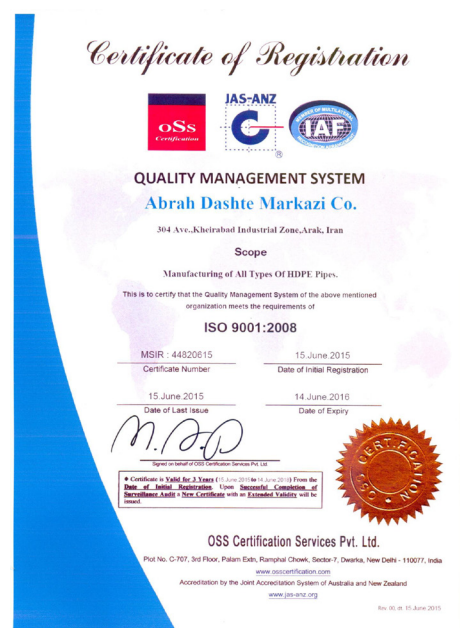 Certificate of Registration
oSs
Certification
JAS-ANZ
®
MEMBER OF MULTILATERAL
IAF
QUALITY MANAGEMENT SYSTEM
Abrah Dashte Markazi Co.
304 Ave.,Kheirabad Industrial Zone,Arak, Iran
Scope
Manufacturing of All Types Of HDPE Pipes.
This is to certify that the Quality Management System of the above mentioned
organization meets the requirements of
ISO 9001:2008
MSIR : 44820615
15.June.2015
Certificate Number
Date of Initial Registration
15.June.2015
14.June.2016
Date of Last Issue
Date of Expiry
Signed on behalf of OSS Certification Services Pvt. Ltd.
Certificate is Valid for 3 Years (15.June.2015 to 14.June.2018) From the
Date of Initial Registration. Upon Successful Completion of
Surveillance Audit a New Certificate with an Extended Validity will be
issued.
CERTIFICATION
ISO
OSS Certification Services Pvt. Ltd.
Plot No. C-707, 3rd Floor, Palam Extn, Ramphal Chowk, Sector-7, Dwarka, New Delhi - 110077, India
www.osscertification.com
Accreditation by the Joint Accreditation System of Australia and New Zealand
www.jas-anz.org
Rev. 00, dt. 15.June.2015